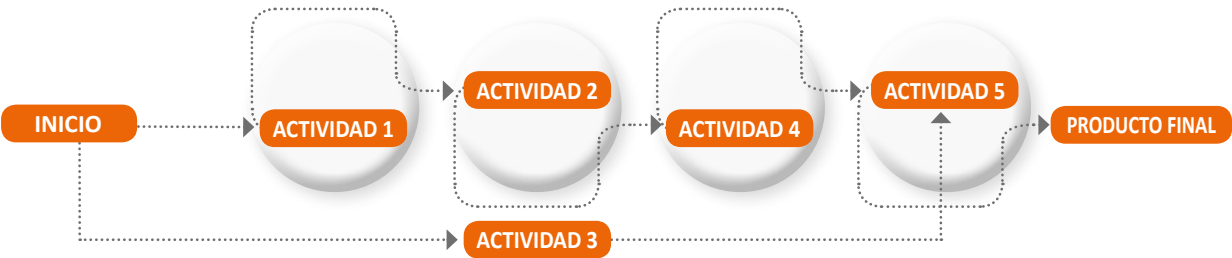 INICIO
ACTIVIDAD 1
ACTIVIDAD 2
ACTIVIDAD 3
ACTIVIDAD 4
ACTIVIDAD 5
PRODUCTO FINAL